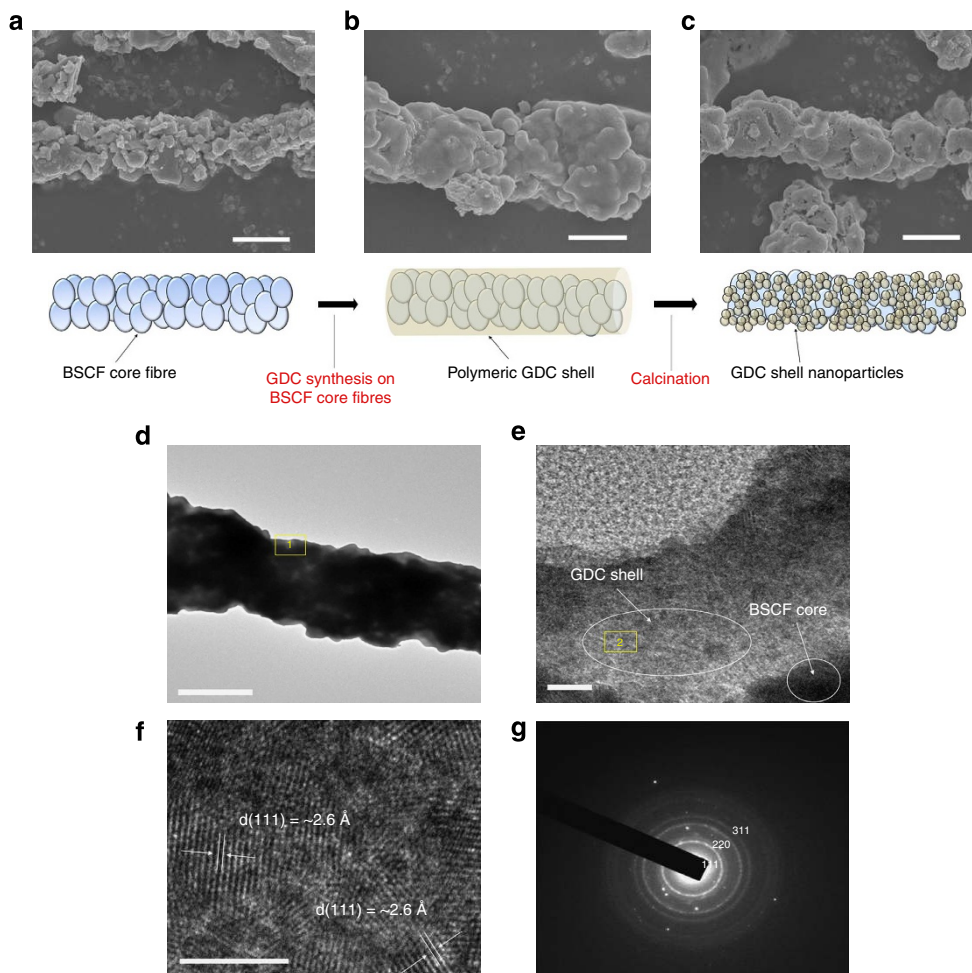 a
b
c
BSCF core fibre
GDC synthesis on
BSCF core fibres
Polymeric GDC shell
Calcination
GDC shell nanoparticles
d
e
1
GDC shell
BSCF core
2
f
g
d(111) = ~2.6 Å
d(111) = ~2.6 Å
311
220
111